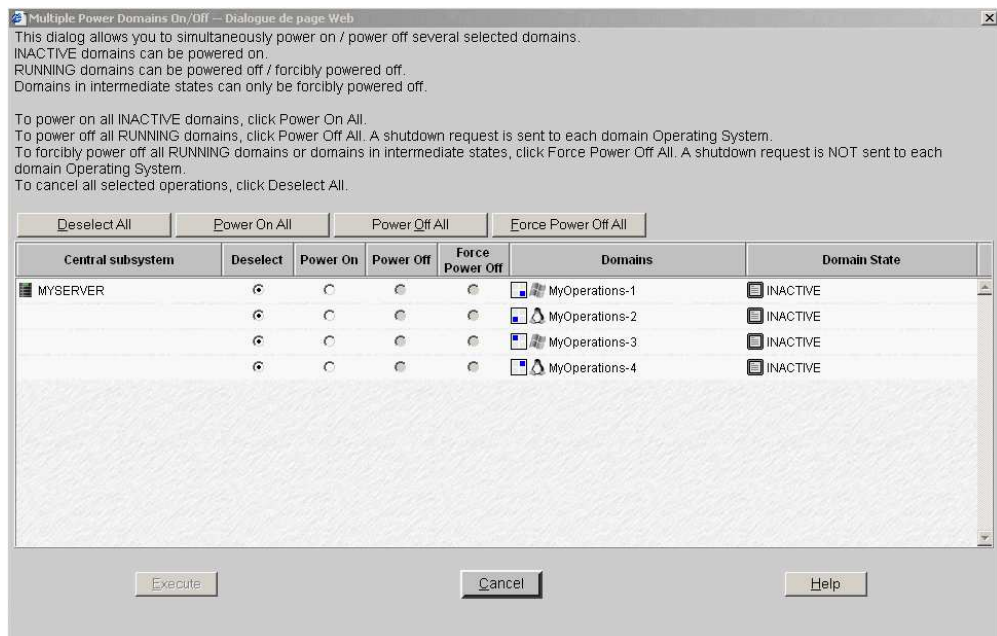 Multiple Power Domains On/Off -- Dialogue de page Web
This dialog allows you to simultaneously power on / power off several selected domains.
INACTIVE domains can be powered on.
RUNNING domains can be powered off / forcibly powered off.
Domains in intermediate states can only be forcibly powered off.
To power on all INACTIVE domains, click Power On All.
To power off all RUNNING domains, click Power Off All. A shutdown request is sent to each domain Operating System.
To forcibly power off all RUNNING domains or domains in intermediate states, click Force Power Off All. A shutdown request is NOT sent to each
domain Operating System.
To cancel all selected operations, click Deselect All.
Deselect All Power On All Power Off All Force Power Off All
Central subsystem Deselect Power On Power Off Force Power Off Domains Domain State
MYSERVER MyOperations-1 INACTIVE
MyOperations-2 INACTIVE
MyOperations-3 INACTIVE
MyOperations-4 INACTIVE
Execute Cancel Help